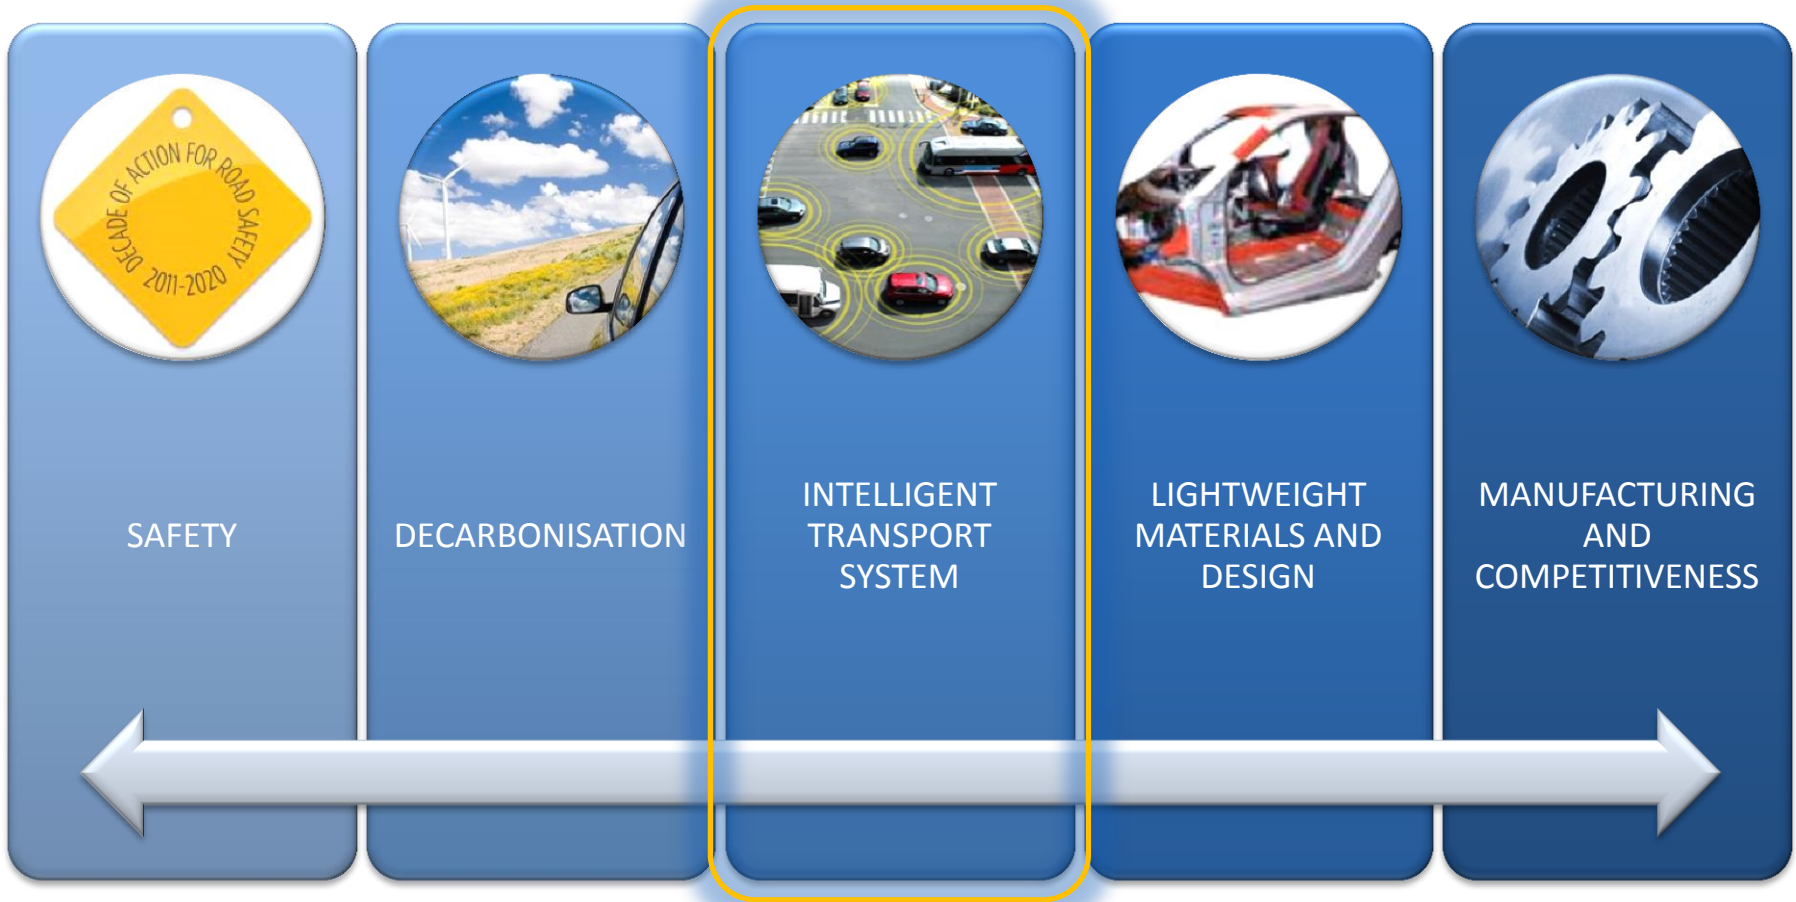 DECADE OF ACTION FOR ROAD SAFETY
2011-2020
SAFETY
DECARBONISATION
INTELLIGENT
TRANSPORT
SYSTEM
LIGHTWEIGHT
MATERIALS AND
DESIGN
MANUFACTURING
AND
COMPETITIVENESS